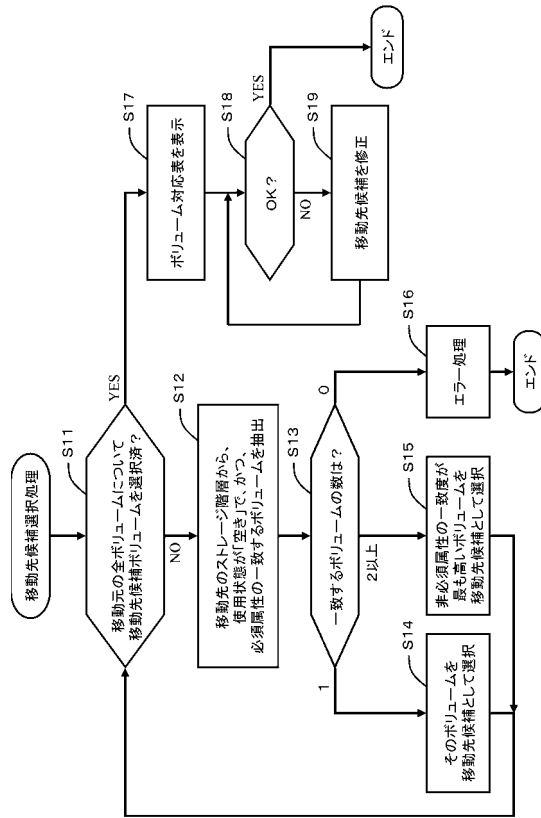 移動先候補選択処理
S11
移動元の全ボリュームについて
移動先候補ボリュームを選択済？
YES
NO
S12
移動先のストレージ階層から、
使用状態が「空き」で、かつ、
必須属性の一致するボリュームを抽出
S13
一致するボリュームの数は？
1
2以上
0
S14
そのボリュームを
移動先候補として選択
S15
非必須属性の一致度が
最も高いボリュームを
移動先候補として選択
S16
エラー処理
エンド
S17
ボリューム対応表を表示
S18
OK？
YES
NO
S19
移動先候補を修正
エンド